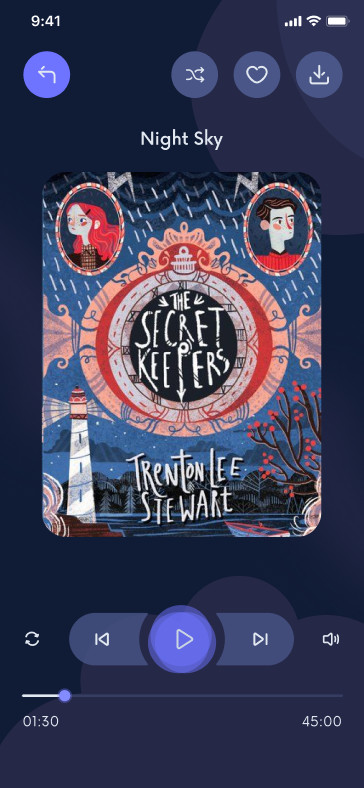 9:41
Night Sky
THE
SECRET
KEEPERS
TRENTON LEE
STEWART
01:30
45:00